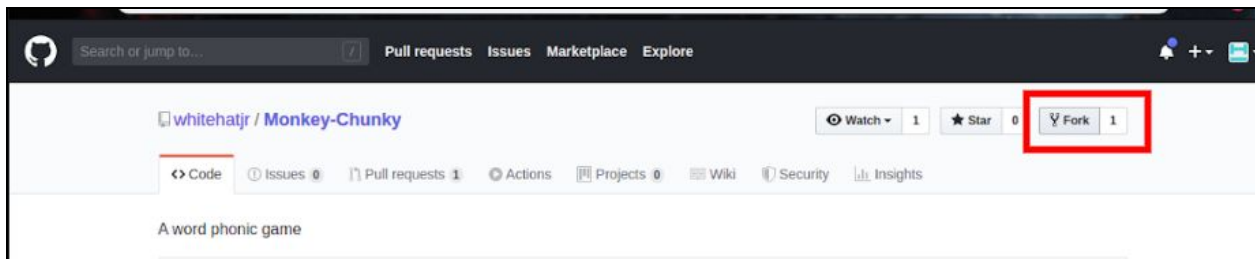 Search or jump to... / Pull requests Issues Marketplace Explore
whitehatjr / Monkey-Chunky Watch 1 Star 0 Fork 1
Code Issues 0 Pull requests 1 Actions Projects 0 Wiki Security Insights
A word phonic game